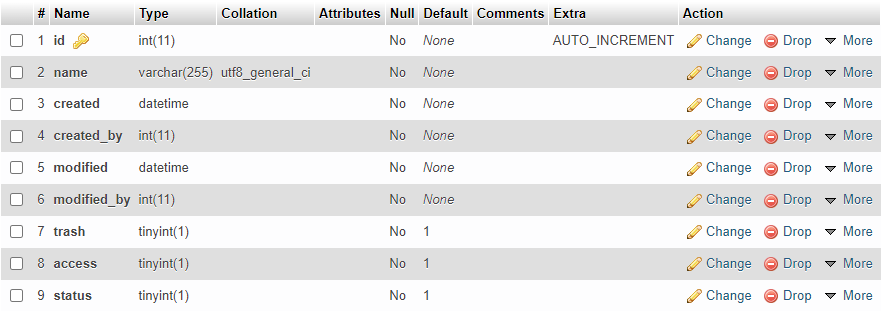 # Name Type Collation Attributes Null Default Comments Extra Action
1 id int(11) No None AUTO_INCREMENT Change Drop More
2 name varchar(255) utf8_general_ci No None Change Drop More
3 created datetime No None Change Drop More
4 created_by int(11) No None Change Drop More
5 modified datetime No None Change Drop More
6 modified_by int(11) No None Change Drop More
7 trash tinyint(1) No 1 Change Drop More
8 access tinyint(1) No 1 Change Drop More
9 status tinyint(1) No 1 Change Drop More